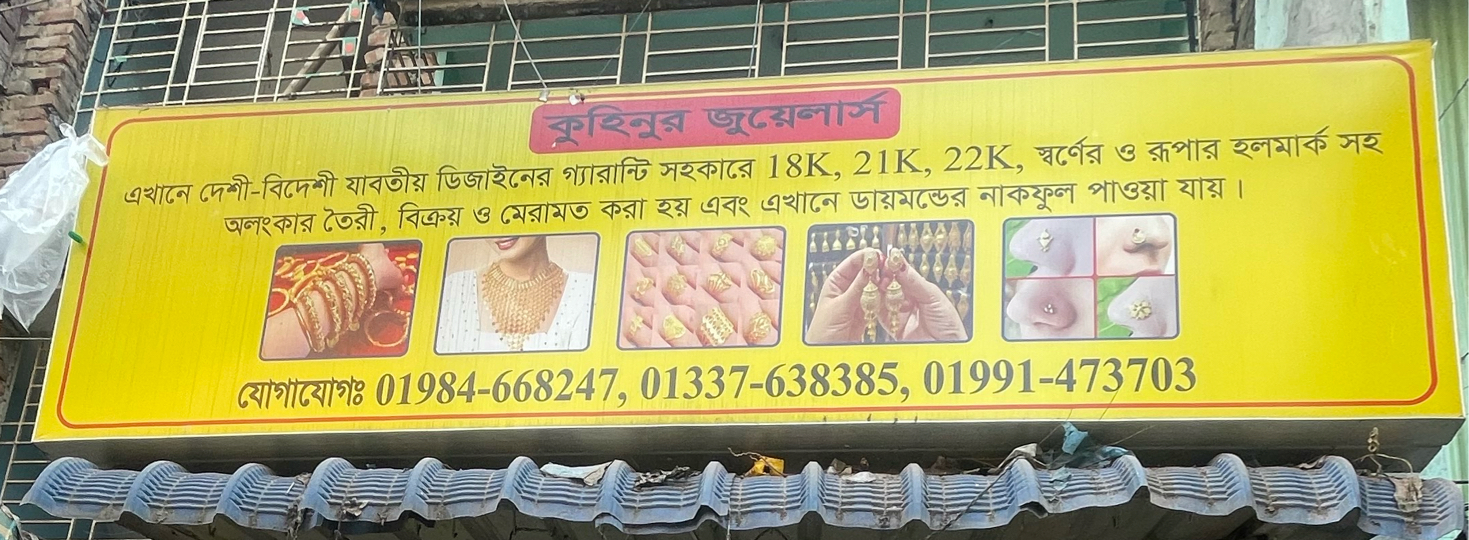 কুহিনুর জুয়েলার্স
এখানে দেশী-বিদেশী যাবতীয় ডিজাইনের গ্যারান্টি সহকারে 18K, 21K, 22K, স্বর্ণের ও রূপার হলমার্ক সহ
অলংকার তৈরী, বিক্রয় ও মেরামত করা হয় এবং এখানে ডায়মন্ডের নাকফুল পাওয়া যায়।
যোগাযোগঃ 01984-668247, 01337-638385, 01991-473703